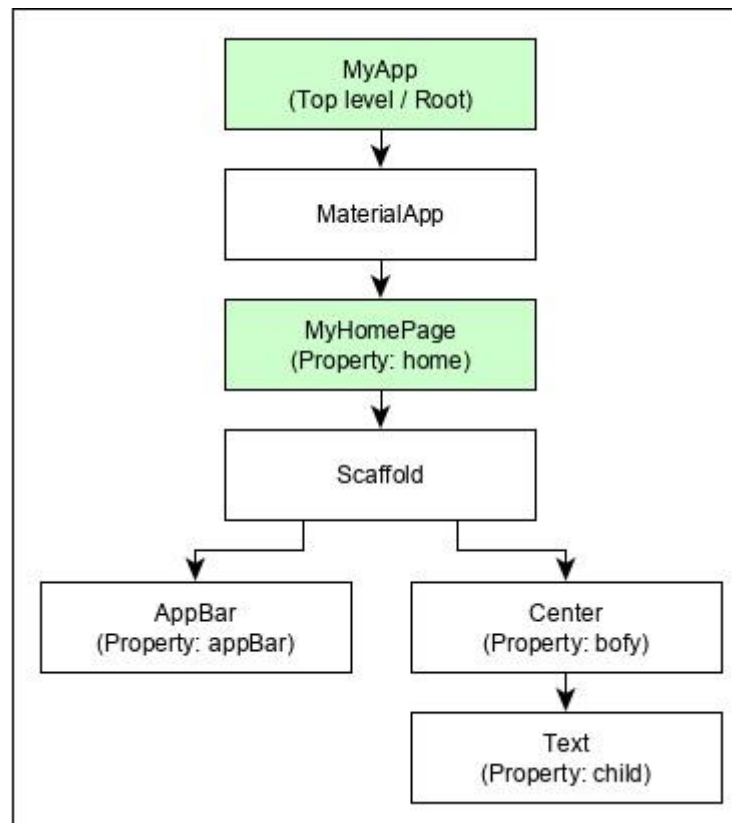 MyApp
(Top level / Root)
MaterialApp
MyHomePage
(Property: home)
Scaffold
AppBar
(Property: appBar)
Center
(Property: bofy)
Text
(Property: child)